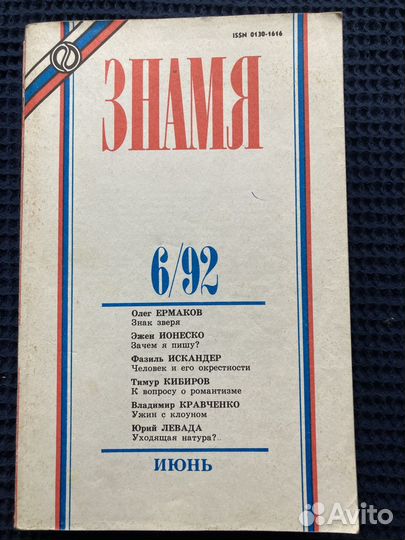 ISSN 0130-1616
ЗНАМЯ
6/92
Олег ЕРМАКОВ
Знак зверя
Эжен ИОНЕСКО
Зачем я пишу?
Фазиль ИСКАНДЕР
Человек и его окрестности
Тимур КИБИРОВ
К вопросу о романтизме
Владимир КРАВЧЕНКО
Ужин с клоуном
Юрий ЛЕВАДА
Уходящая натура?..
ИЮНЬ
Avito